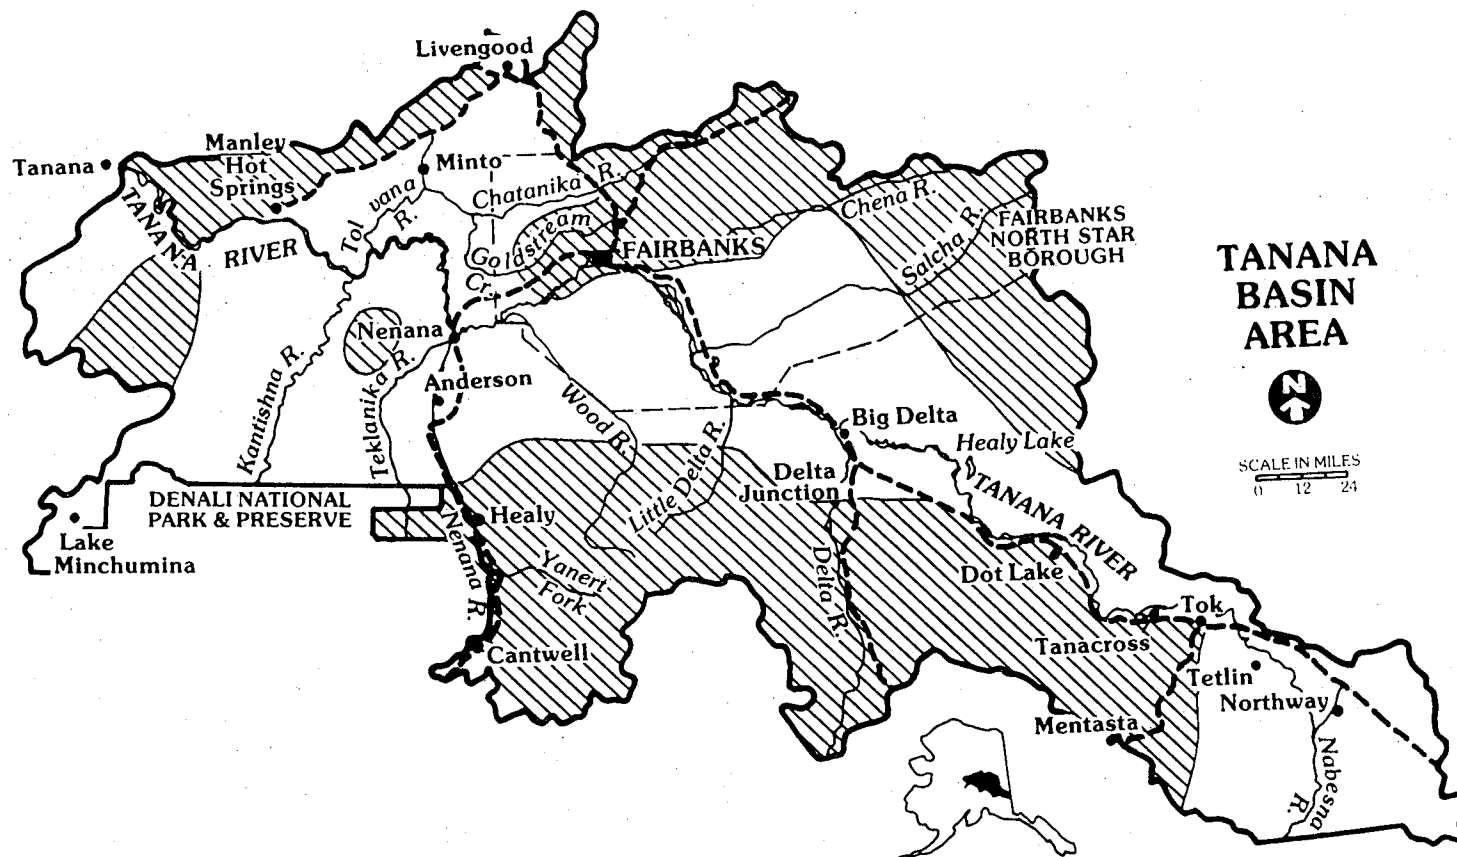 Livengood
Manley
Hot
Springs
Tanana
Minto
TANANA
RIVER
Tolvana
R.
Chatanika R.
Goldstream
Cr.
FAIRBANKS
Chena R.
Salcha R.
FAIRBANKS
NORTH STAR
BOROUGH
TANANA
BASIN
AREA
N
SCALE IN MILES
0 12 24
Nenana
Anderson
Kantishna R.
Teklanika R.
Wood R.
Little Delta R.
Big Delta
Healy Lake
Delta
Junction
TANANA RIVER
DENALI NATIONAL
PARK & PRESERVE
Lake
Minchumina
Healy
Nenana R.
Yanert
Fork
Cantwell
Delta R.
Dot Lake
Tok
Tanacross
Tetlin
Northway
Mentasta
Nabesna
R.